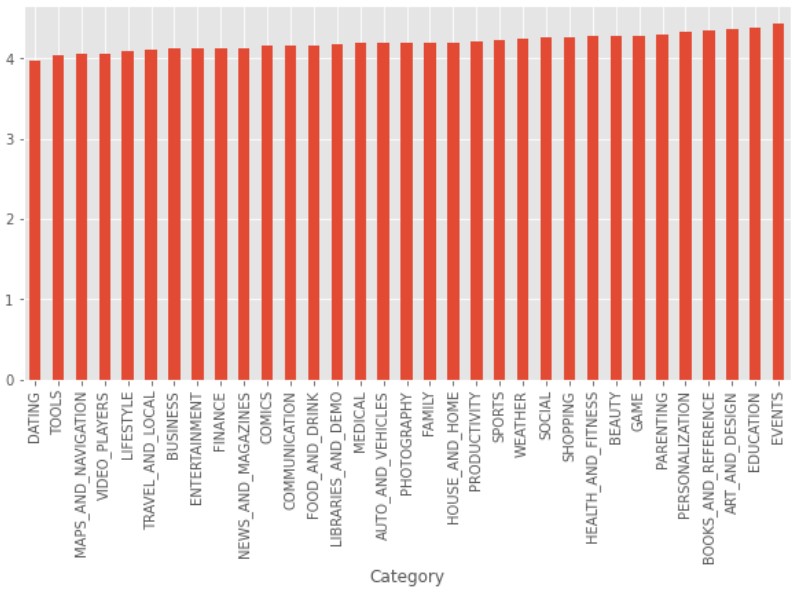 4
3
2
1
0
DATING
TOOLS
MAPS_AND_NAVIGATION
VIDEO_PLAYERS
LIFESTYLE
TRAVEL_AND_LOCAL
BUSINESS
ENTERTAINMENT
FINANCE
NEWS_AND_MAGAZINES
COMICS
COMMUNICATION
FOOD_AND_DRINK
LIBRARIES_AND_DEMO
MEDICAL
AUTO_AND_VEHICLES
PHOTOGRAPHY
FAMILY
HOUSE_AND_HOME
PRODUCTIVITY
SPORTS
WEATHER
SOCIAL
SHOPPING
HEALTH_AND_FITNESS
BEAUTY
GAME
PARENTING
PERSONALIZATION
BOOKS_AND_REFERENCE
ART_AND_DESIGN
EDUCATION
EVENTS
Category